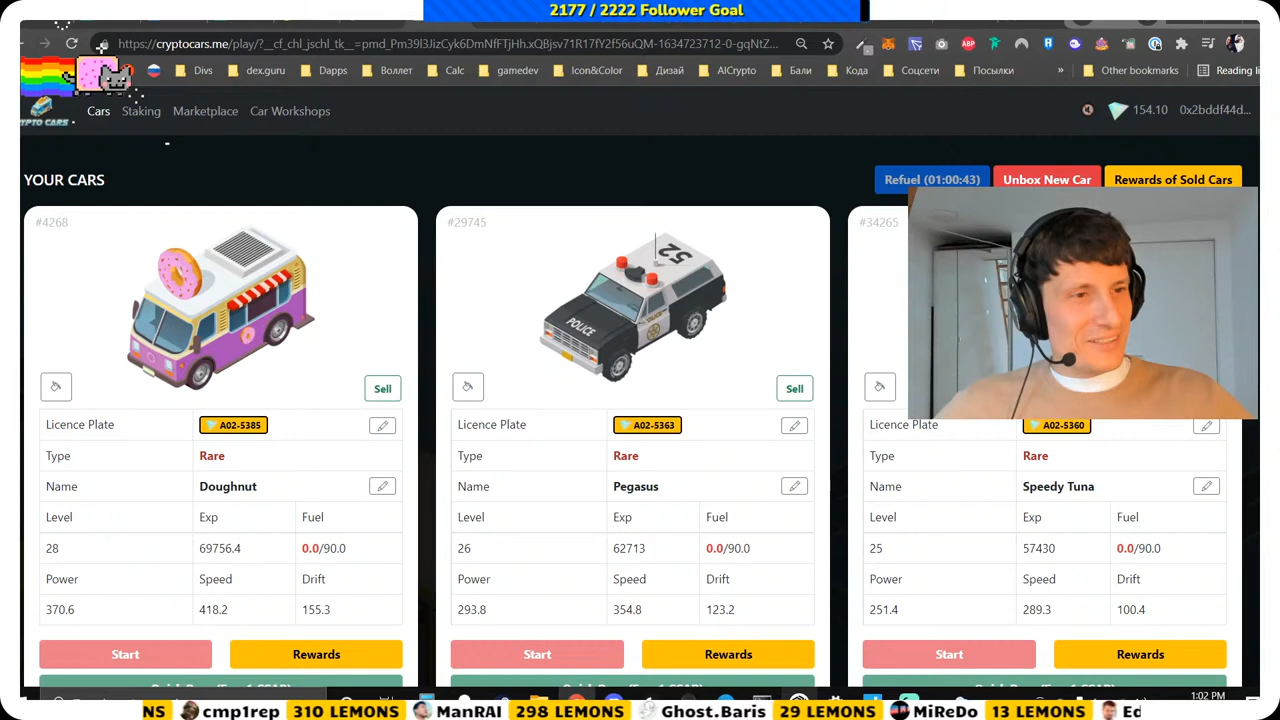 2177 / 2222 Follower Goal
https://cryptocars.me/play/?__cf_chl_jschl_tk__=pmd_Pm39l3JizCyk6DmNfFTjHh.xQBjsv71R17fY2f56uQM-1634723712-0-gqNtZ...
Divs dex.guru Dapps Воллет Calc gamedev Icon&Color Дизай AICrypto Бали Кода Соцсети Посылки » Other bookmarks Reading li
Cars Staking Marketplace Car Workshops 154.10 0x2bddf44d...
YOUR CARS Refuel (01:00:43) Unbox New Car Rewards of Sold Cars
#4268 #29745 #34265
52
POLICE
Sell Sell
Licence Plate A02-5385 Licence Plate A02-5363 Licence Plate A02-5360
Type Rare Type Rare Type Rare
Name Doughnut Name Pegasus Name Speedy Tuna
Level Exp Fuel Level Exp Fuel Level Exp Fuel
28 69756.4 0.0/90.0 26 62713 0.0/90.0 25 57430 0.0/90.0
Power Speed Drift Power Speed Drift Power Speed Drift
370.6 418.2 155.3 293.8 354.8 123.2 251.4 289.3 100.4
Start Rewards Start Rewards Start Rewards
1:02 PM
NS cmp1rep 310 LEMONS ManRAI 298 LEMONS Ghost.Baris 29 LEMONS MiReDo 13 LEMONS Ed